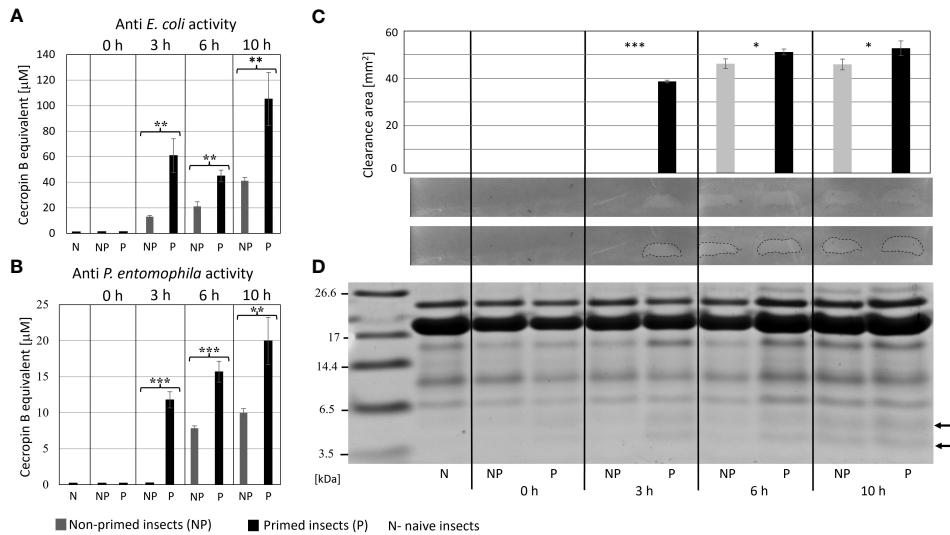 A
Anti E. coli activity
0 h 3 h 6 h 10 h
Cecropin B equivalent [µM]
140
120
100
80
60
40
20
0
** ** **
N NP P NP P NP P NP P
B
Anti P. entomophila activity
0 h 3 h 6 h 10 h
Cecropin B equivalent [µM]
25
20
15
10
5
0
*** *** **
N NP P NP P NP P NP P
Non-primed insects (NP) Primed insects (P) N- naive insects
C
Clearance area [mm²]
60
40
20
0
*** * *
D
26.6
17
14.4
6.5
3.5
[kDa]
N NP P NP P NP P NP P
0 h 3 h 6 h 10 h